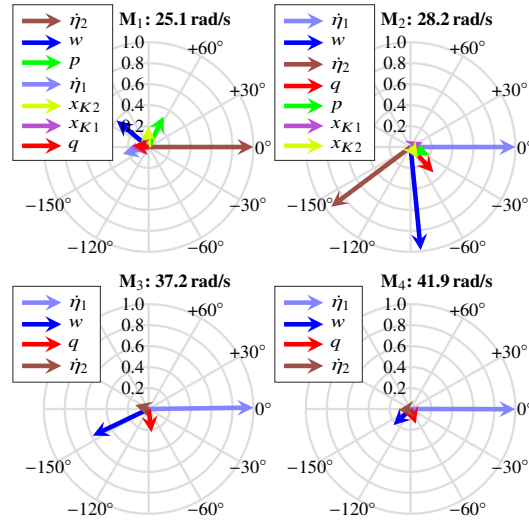 M₁: 25.1 rad/s
η̇₂
w
p
η̇₁
x_{K2}
x_{K1}
q
1.0
0.8
0.6
0.4
0.2
+60°
+30°
0°
−30°
−60°
−120°
−150°
M₂: 28.2 rad/s
η̇₁
w
η̇₂
q
p
x_{K1}
x_{K2}
1.0
0.8
0.6
0.4
0.2
+60°
+30°
0°
−30°
−60°
−120°
−150°
M₃: 37.2 rad/s
η̇₁
w
q
η̇₂
1.0
0.8
0.6
0.4
0.2
+60°
+30°
0°
−30°
−60°
−120°
−150°
M₄: 41.9 rad/s
η̇₁
w
q
η̇₂
1.0
0.8
0.6
0.4
0.2
+60°
+30°
0°
−30°
−60°
−120°
−150°